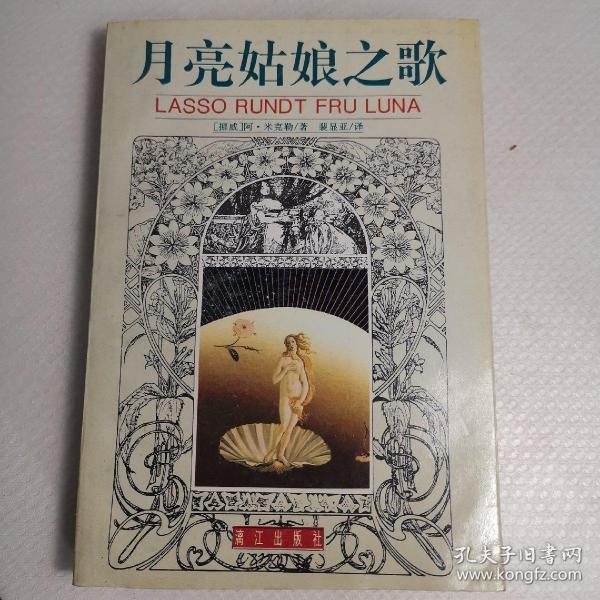 月亮姑娘之歌
LASSO RUNDT FRU LUNA
[挪威]阿·米克勒/著 裴显亚/译
漓江出版社
孔夫子旧书网
www.kongfz.com